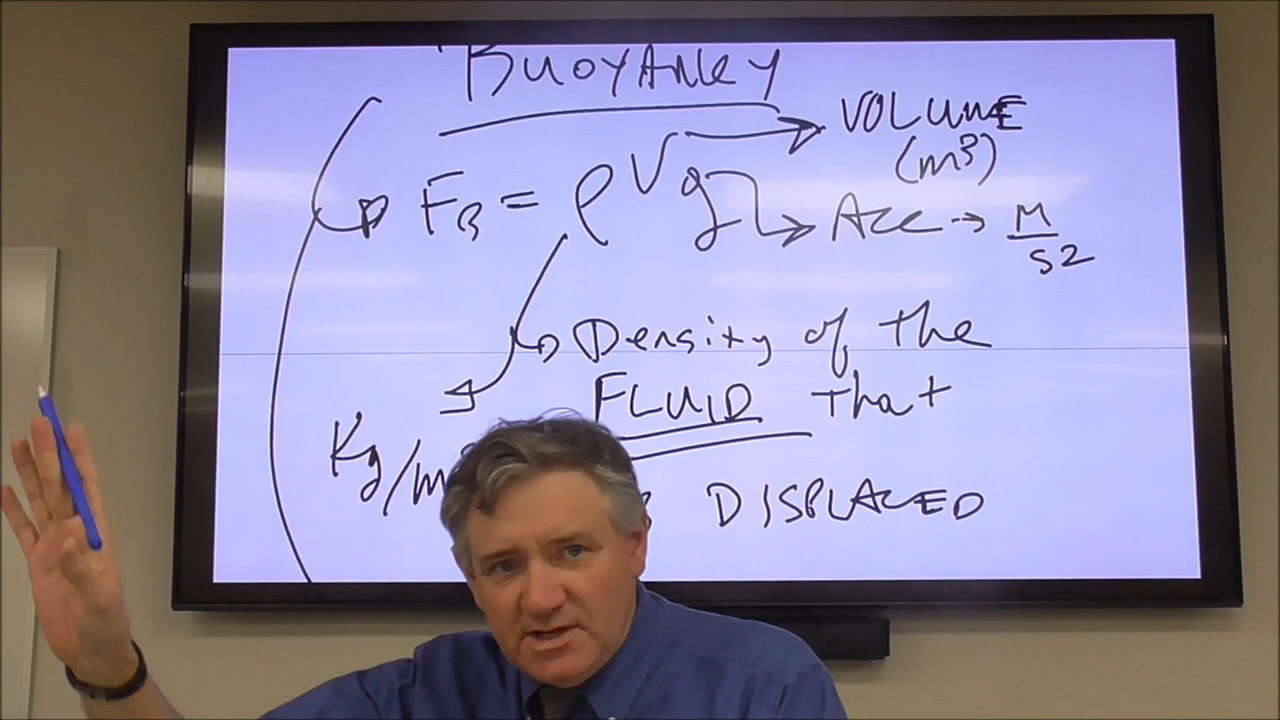 BUOYANCY
VOLUME
(m³)
F_B = ρVg
Acc → M/S2
Density of the
FLUID that
Kg/m
DISPLACED